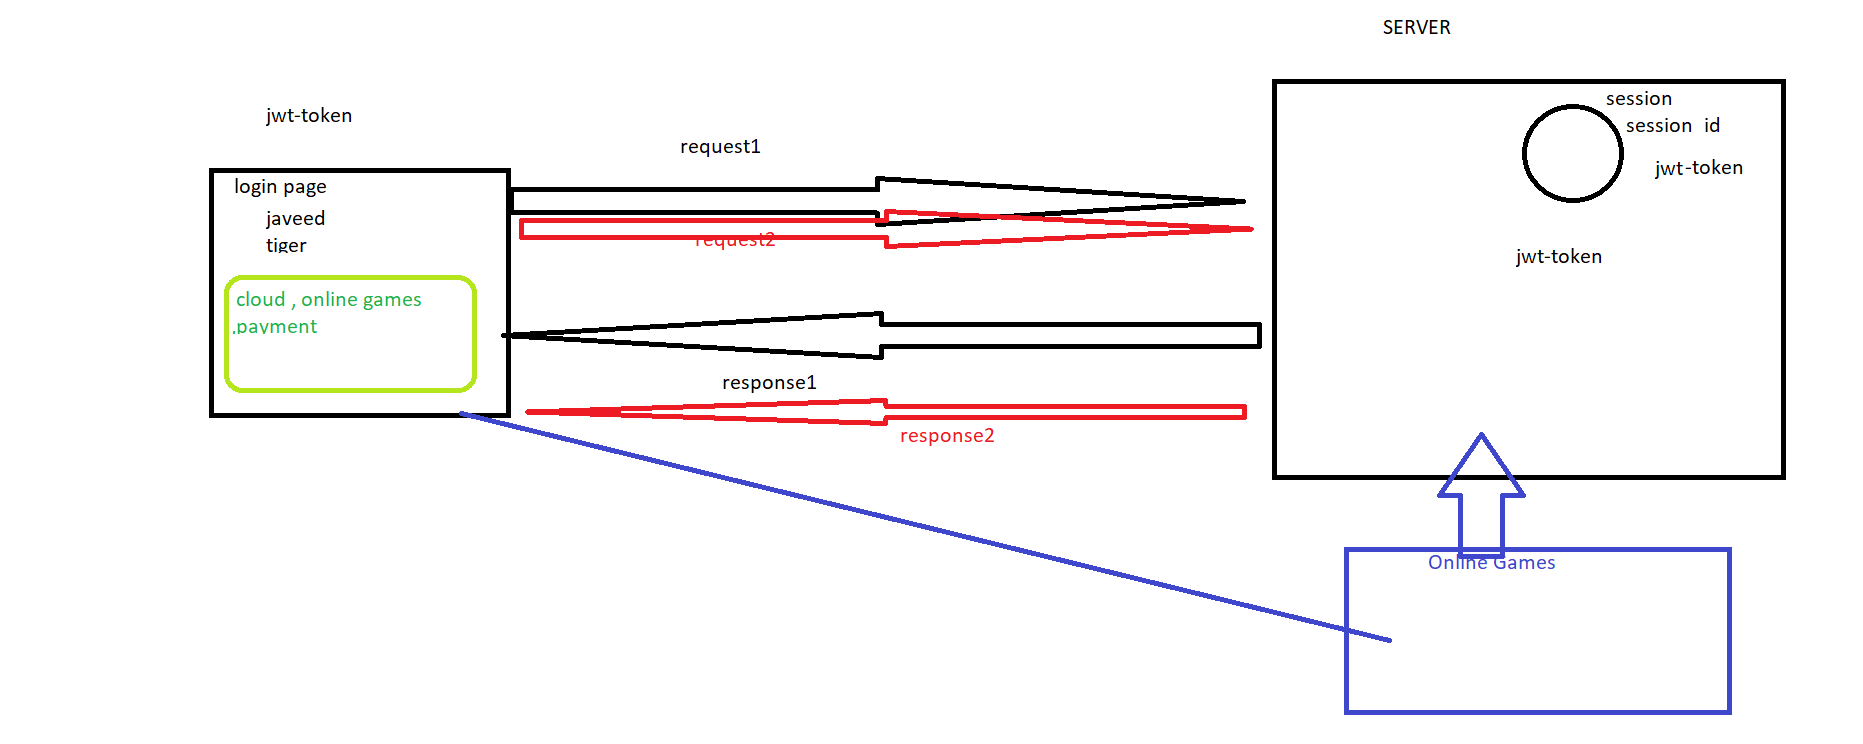 SERVER
jwt-token
login page
javeed
tiger
cloud , online games
,payment
request1
request2
response1
response2
session
session id
jwt-token
jwt-token
Online Games